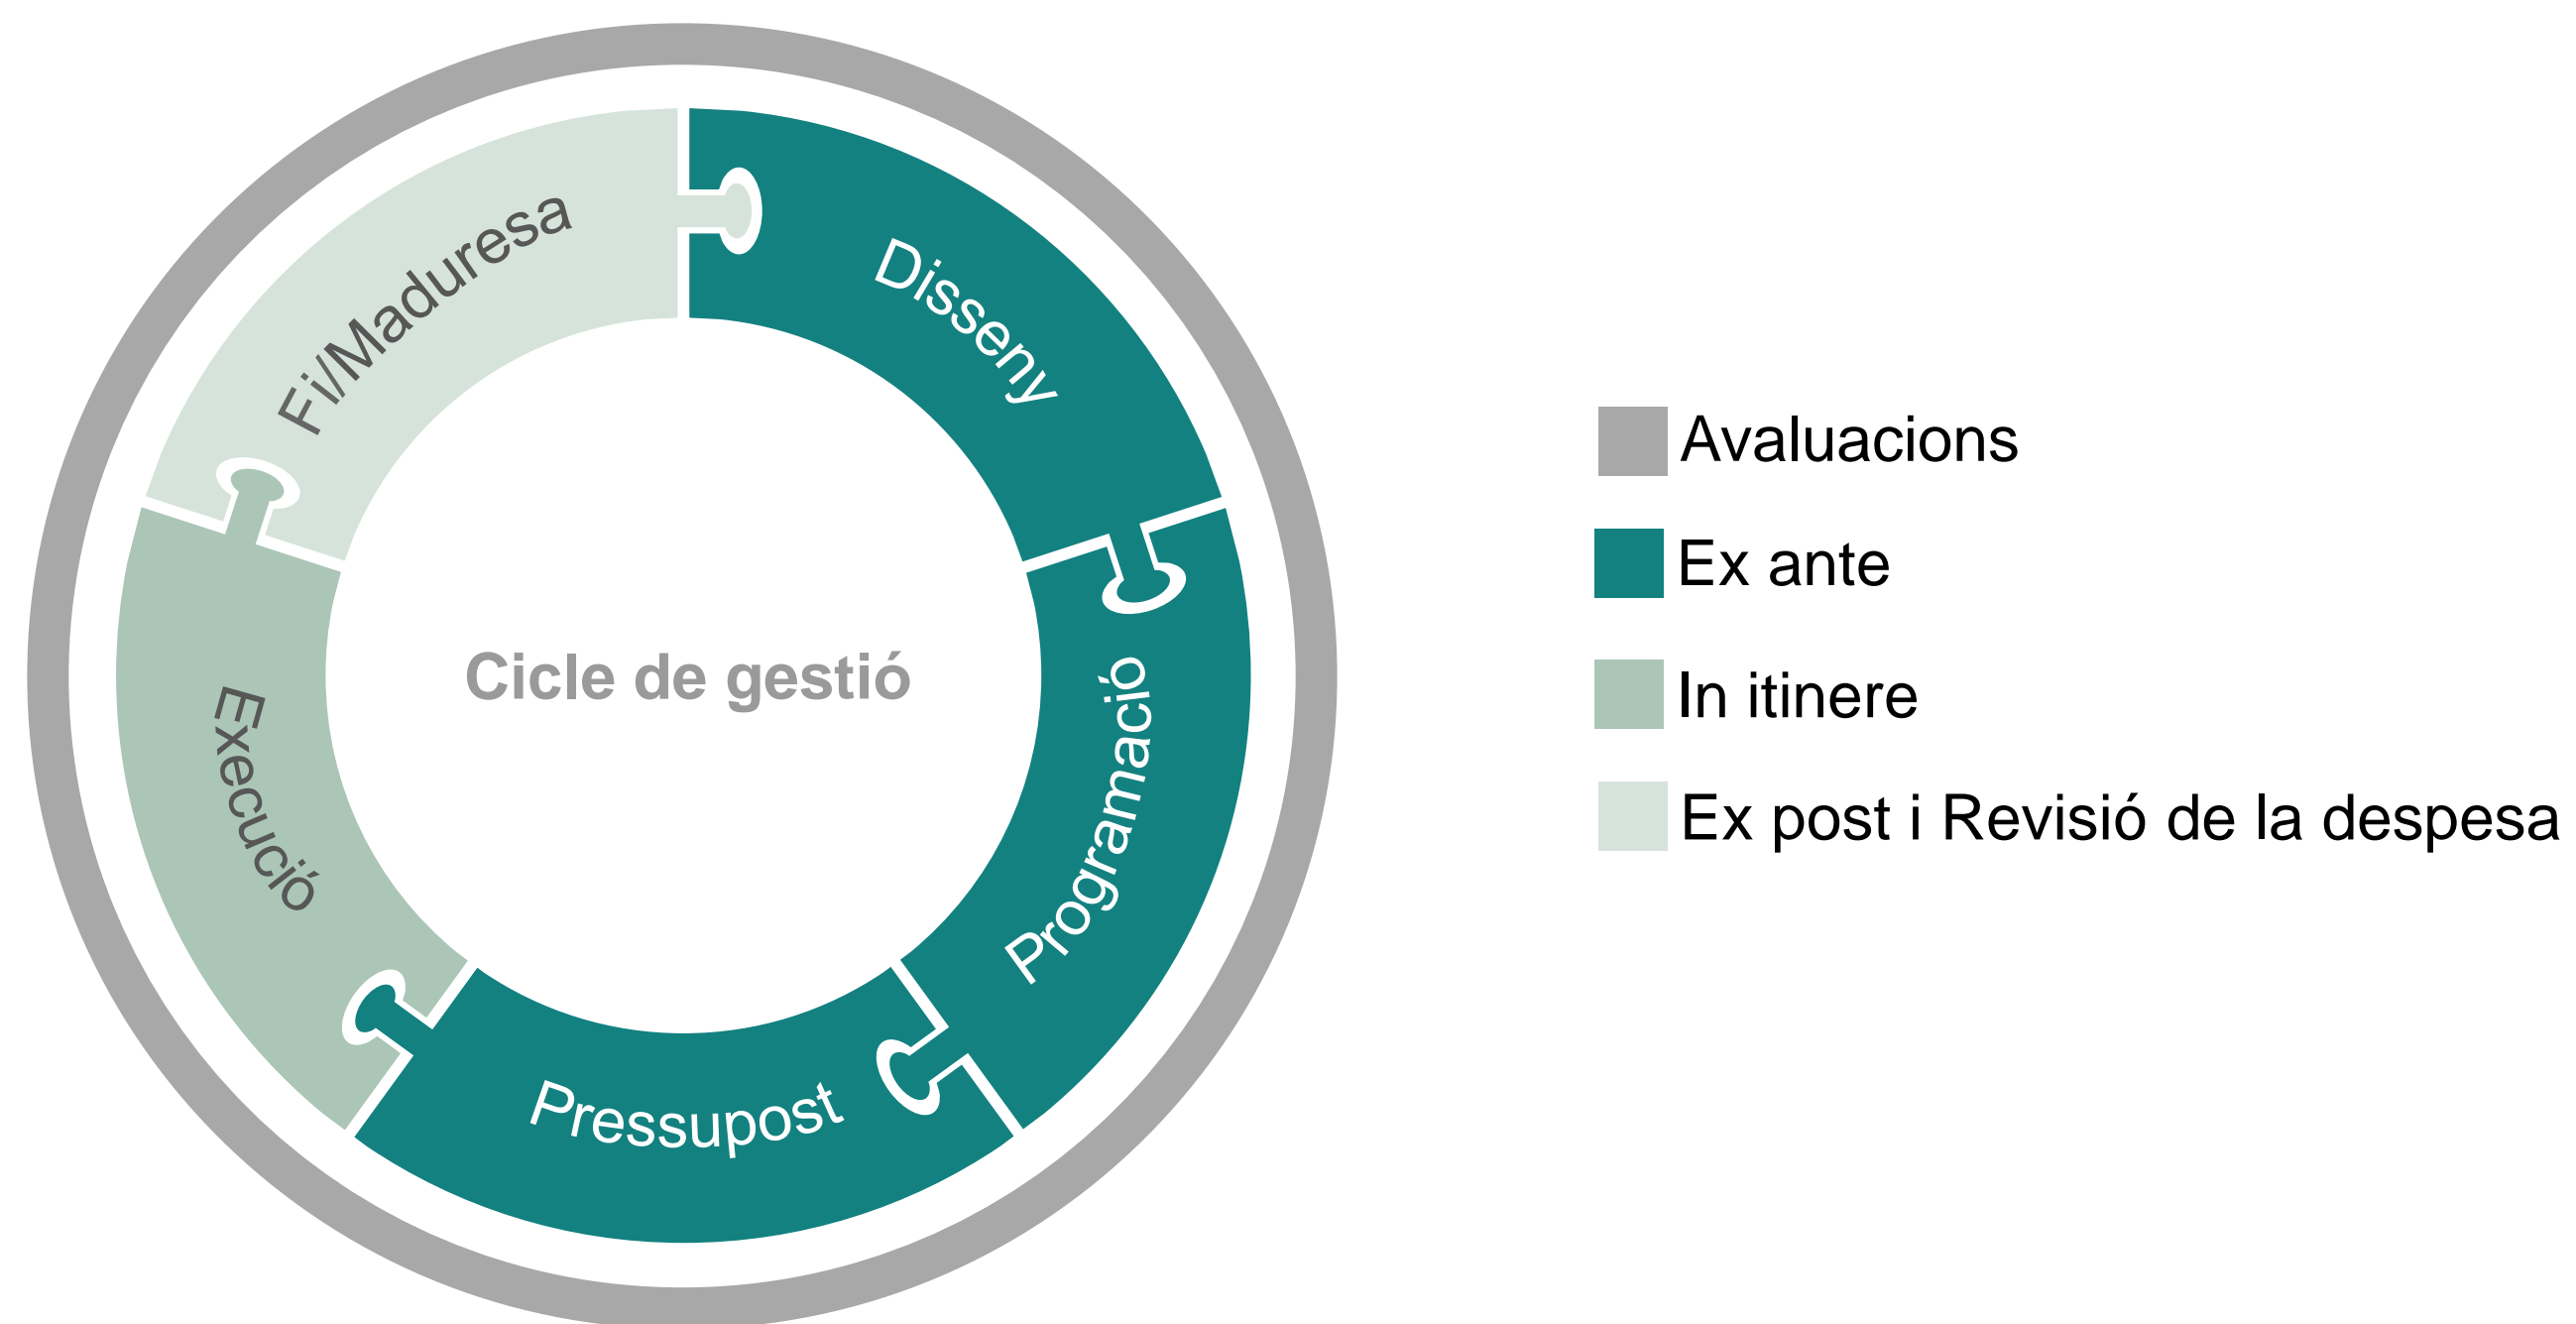 Disseny
Programació
Pressupost
Execució
Fi/Maduresa
Cicle de gestió
Avaluacions
Ex ante
In itinere
Ex post i Revisió de la despesa